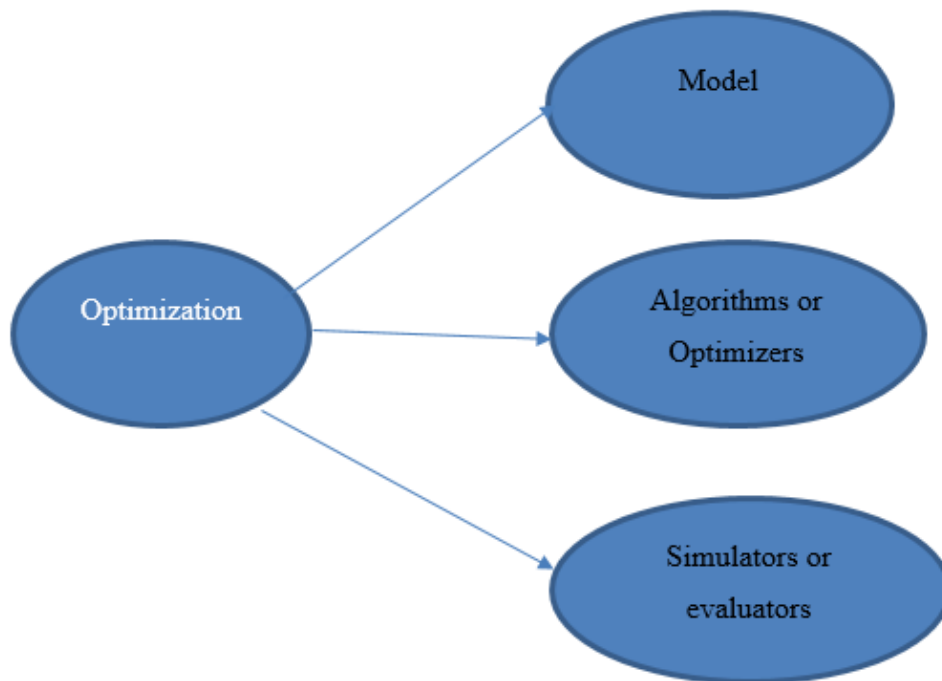 Model
Optimization
Algorithms or
Optimizers
Simulators or
evaluators